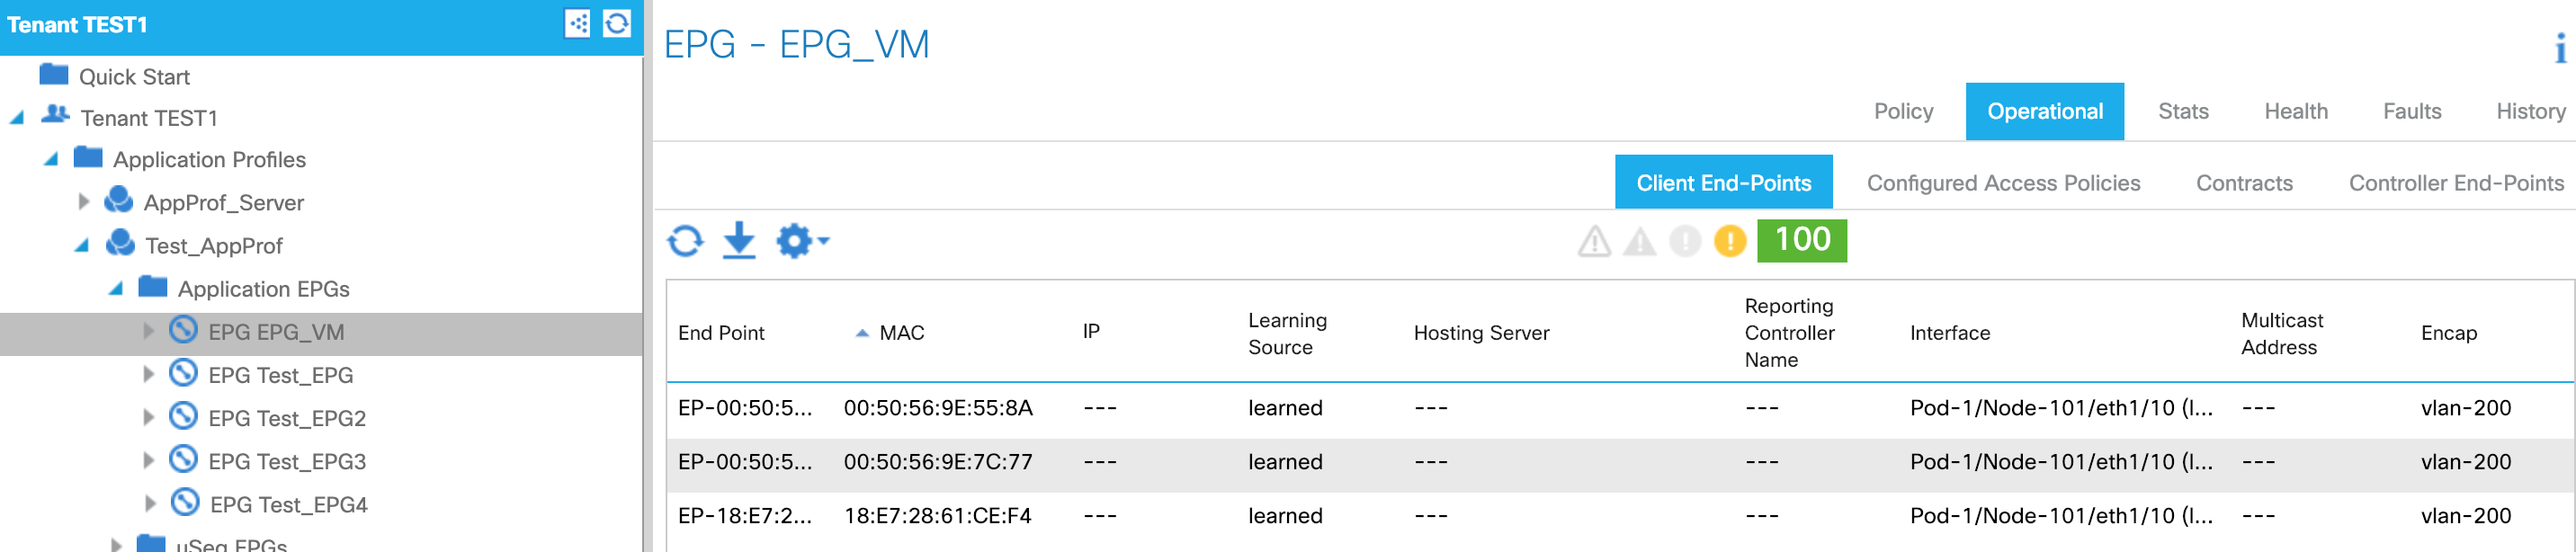 Tenant TEST1
Quick Start
Tenant TEST1
Application Profiles
AppProf_Server
Test_AppProf
Application EPGs
EPG EPG_VM
EPG Test_EPG
EPG Test_EPG2
EPG Test_EPG3
EPG Test_EPG4
uSeg EPGs
EPG - EPG_VM
i
Policy Operational Stats Health Faults History
Client End-Points Configured Access Policies Contracts Controller End-Points
100
End Point MAC IP Learning Source Hosting Server Reporting Controller Name Interface Multicast Address Encap
EP-00:50:5... 00:50:56:9E:55:8A --- learned --- --- Pod-1/Node-101/eth1/10 (l... --- vlan-200
EP-00:50:5... 00:50:56:9E:7C:77 --- learned --- --- Pod-1/Node-101/eth1/10 (l... --- vlan-200
EP-18:E7:2... 18:E7:28:61:CE:F4 --- learned --- --- Pod-1/Node-101/eth1/10 (l... --- vlan-200